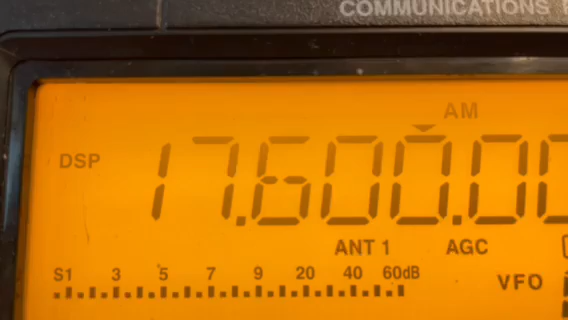 COMMUNICATIONS
AM
DSP
17.600.00
ANT 1 AGC
S1 3 5 7 9 20 40 60dB
VFO